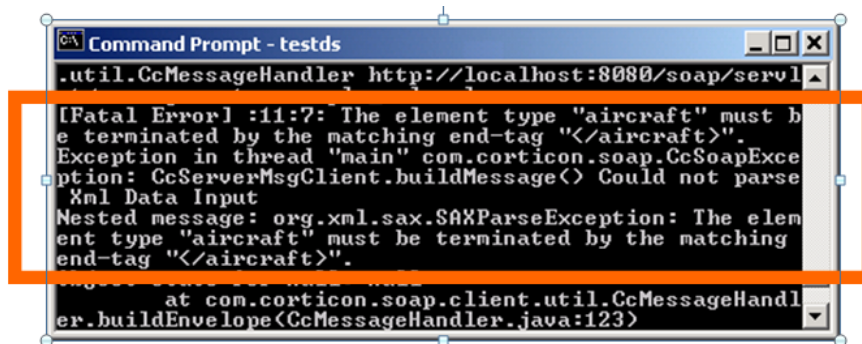 Command Prompt - testds
.util.CcMessageHandler http://localhost:8080/soap/servl
[Fatal Error] :11:7: The element type "aircraft" must b
e terminated by the matching end-tag "</aircraft>".
Exception in thread "main" com.corticon.soap.CcSoapExce
ption: CcServerMsgClient.buildMessage() Could not parse
Xml Data Input
Nested message: org.xml.sax.SAXParseException: The elem
ent type "aircraft" must be terminated by the matching
end-tag "</aircraft>".
at com.corticon.soap.client.util.CcMessageHandl
er.buildEnvelope(CcMessageHandler.java:123)